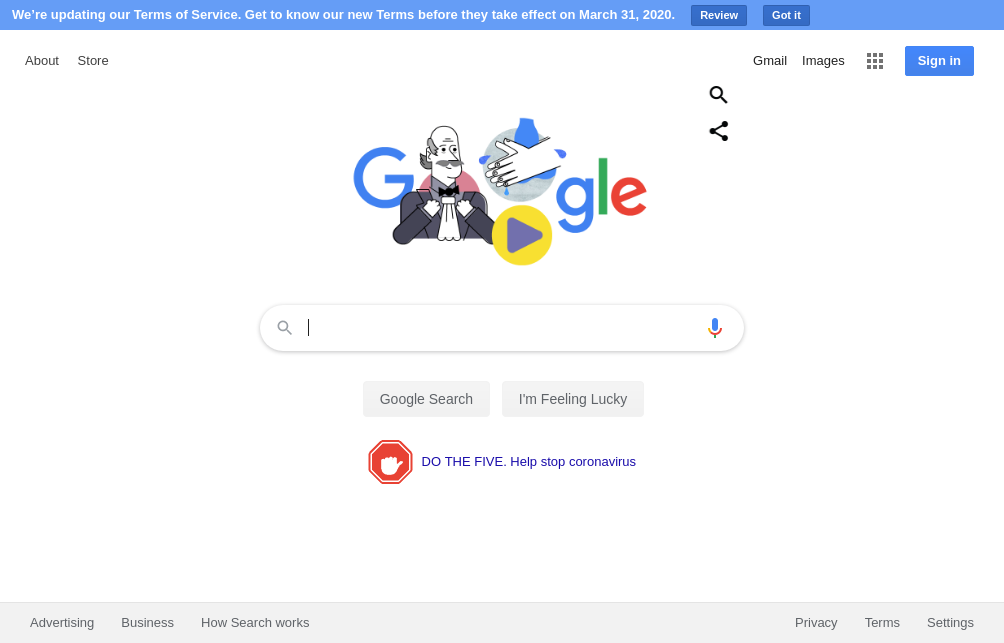 We're updating our Terms of Service. Get to know our new Terms before they take effect on March 31, 2020. Review Got it
About Store Gmail Images Sign in
G gle
Google Search I'm Feeling Lucky
DO THE FIVE. Help stop coronavirus
Advertising Business How Search works Privacy Terms Settings